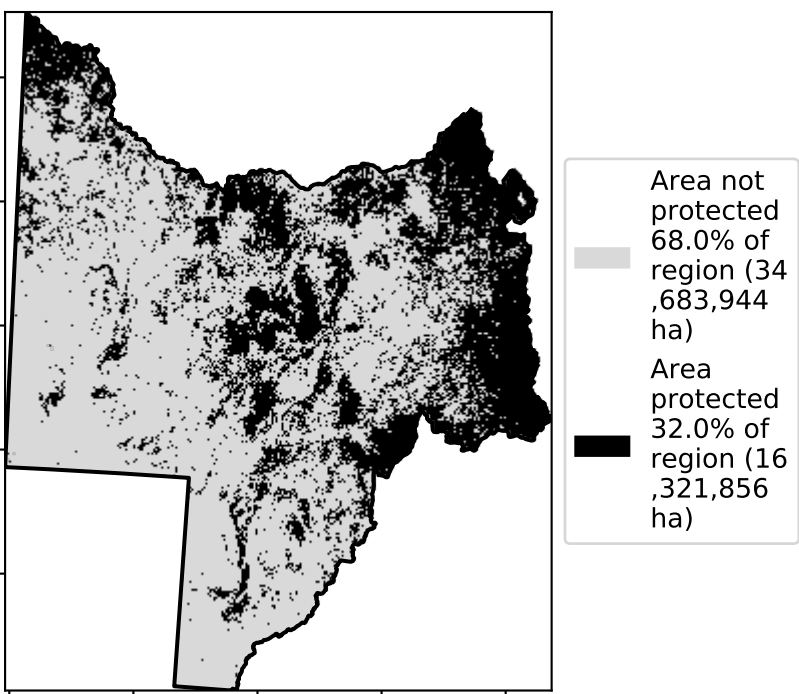 Area not
protected
68.0% of
region (34
,683,944
ha)
Area
protected
32.0% of
region (16
,321,856
ha)